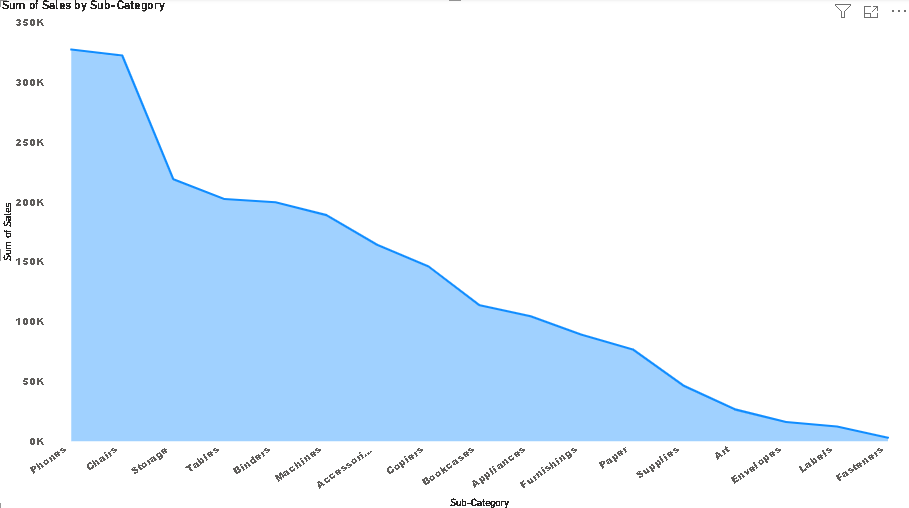 Sum of Sales by Sub-Category
350K
300K
250K
200K
150K
100K
50K
0K
Sum of Sales
Phones
Chairs
Storage
Tables
Binders
Machines
Accessori...
Copiers
Bookcases
Appliances
Furnishings
Paper
Supplies
Art
Envelopes
Labels
Fasteners
Sub-Category